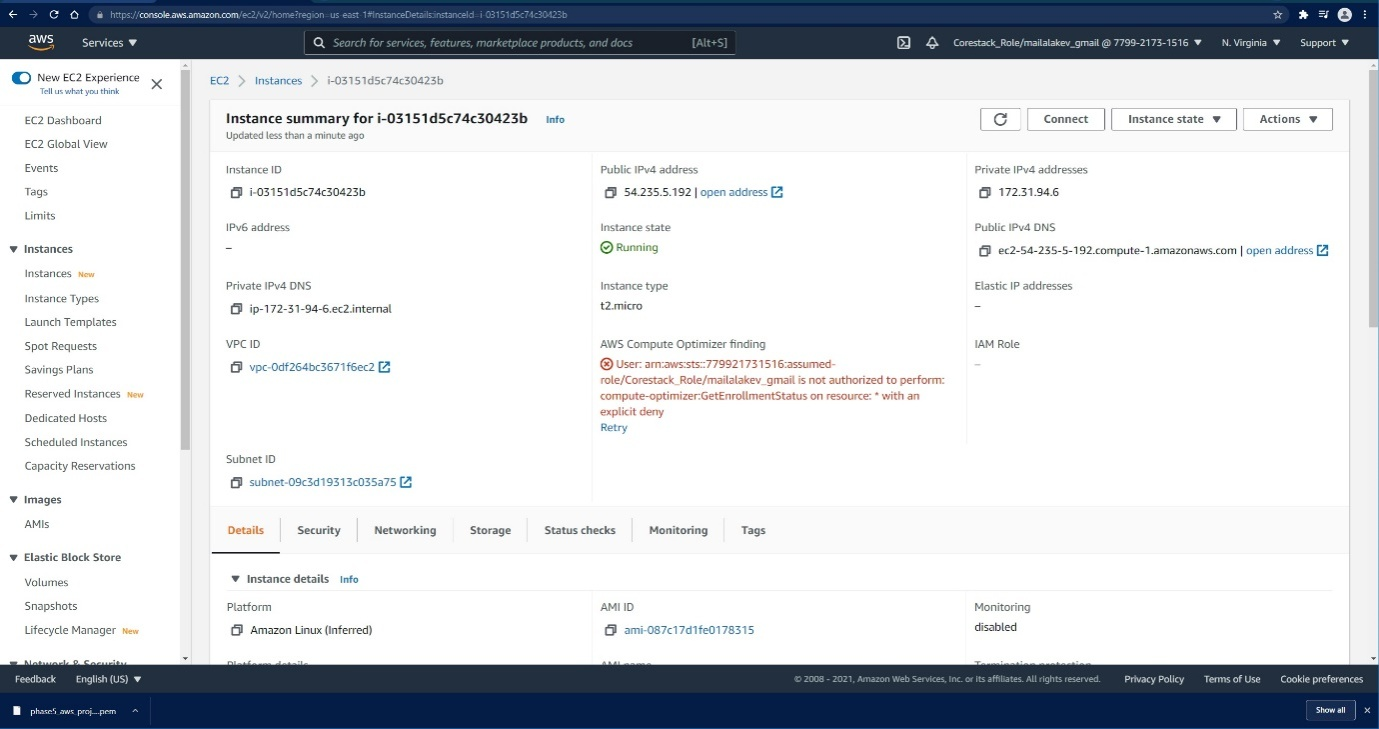 https://console.aws.amazon.com/ec2/v2/home?region=us-east-1#InstanceDetails:instanceId=i-03151d5c74c30423b
aws
Services
Search for services, features, marketplace products, and docs
[Alt+S]
Corestack_Role/mailalakev_gmail @ 7799-2173-1516
N. Virginia
Support
New EC2 Experience
Tell us what you think
EC2 Dashboard
EC2 Global View
Events
Tags
Limits
Instances
Instances New
Instance Types
Launch Templates
Spot Requests
Savings Plans
Reserved Instances New
Dedicated Hosts
Scheduled Instances
Capacity Reservations
Images
AMIs
Elastic Block Store
Volumes
Snapshots
Lifecycle Manager New
Network & Security
EC2 > Instances > i-03151d5c74c30423b
Instance summary for i-03151d5c74c30423b Info
Updated less than a minute ago
Connect
Instance state
Actions
Instance ID
i-03151d5c74c30423b
Public IPv4 address
54.235.5.192 | open address
Private IPv4 addresses
172.31.94.6
IPv6 address
–
Instance state
Running
Public IPv4 DNS
ec2-54-235-5-192.compute-1.amazonaws.com | open address
Private IPv4 DNS
ip-172-31-94-6.ec2.internal
Instance type
t2.micro
Elastic IP addresses
–
VPC ID
vpc-0df264bc3671f6ec2
AWS Compute Optimizer finding
User: arn:aws:sts::779921731516:assumed-
role/Corestack_Role/mailalakev_gmail is not authorized to perform:
compute-optimizer:GetEnrollmentStatus on resource: * with an
explicit deny
Retry
IAM Role
–
Subnet ID
subnet-09c3d19313c035a75
Details
Security
Networking
Storage
Status checks
Monitoring
Tags
Instance details Info
Platform
Amazon Linux (Inferred)
AMI ID
ami-087c17d1fe0178315
Monitoring
disabled
Platform details
AMI name
Termination protection
Feedback
English (US)
© 2008 - 2021, Amazon Web Services, Inc. or its affiliates. All rights reserved.
Privacy Policy
Terms of Use
Cookie preferences
phase5_aws_proj....pem
Show all